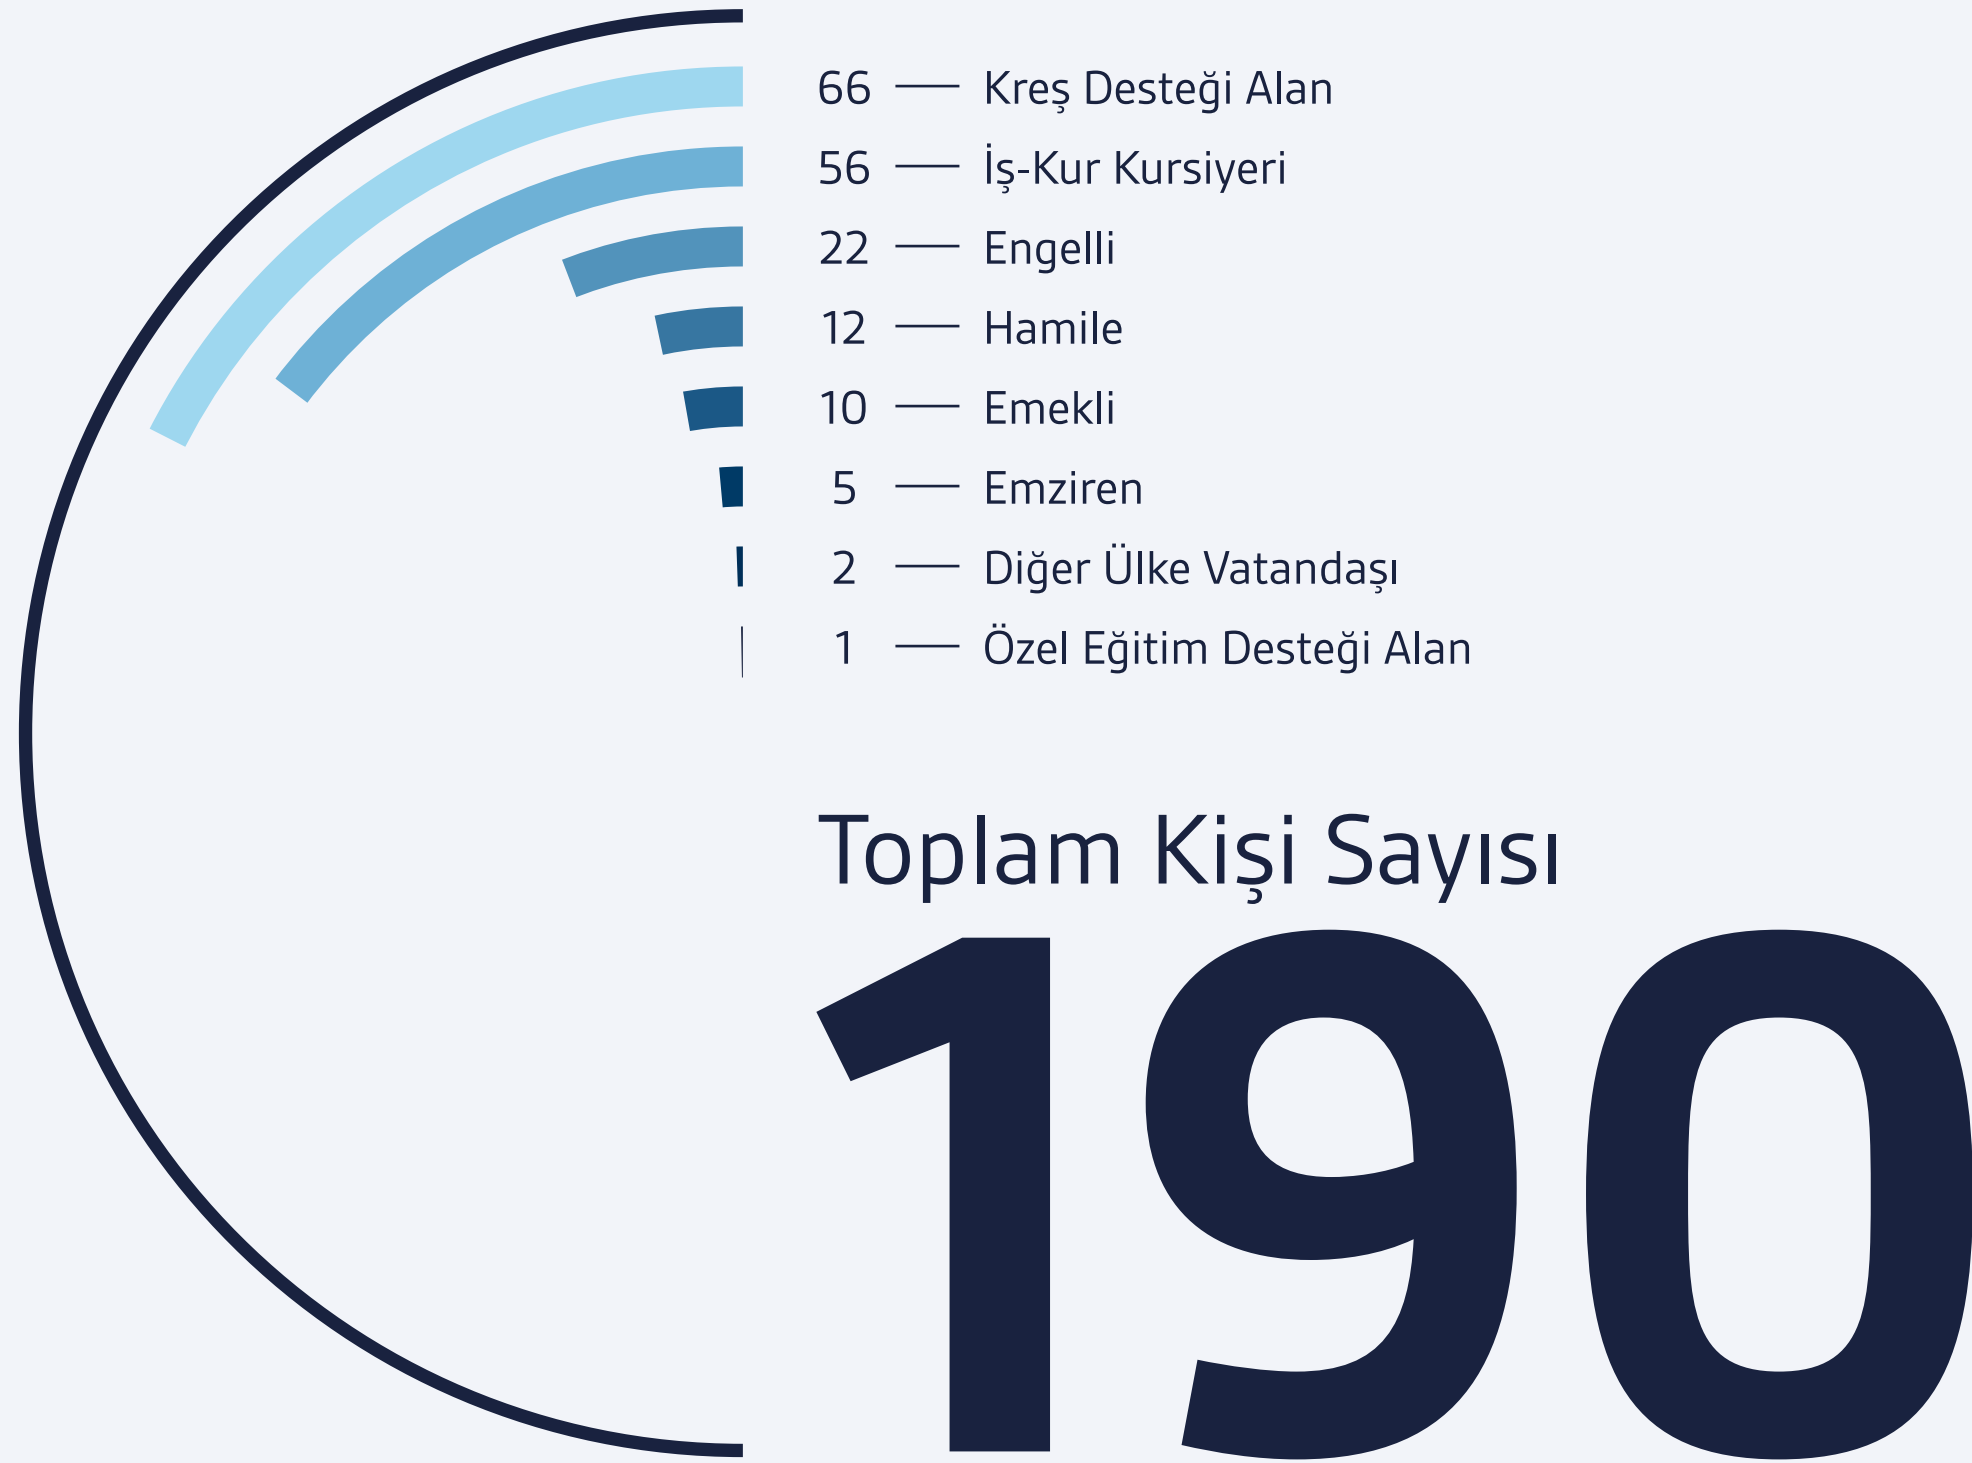 66 — Kreş Desteği Alan
56 — İş-Kur Kursiyeri
22 — Engelli
12 — Hamile
10 — Emekli
5 — Emziren
2 — Diğer Ülke Vatandaşı
1 — Özel Eğitim Desteği Alan
Toplam Kişi Sayısı
190